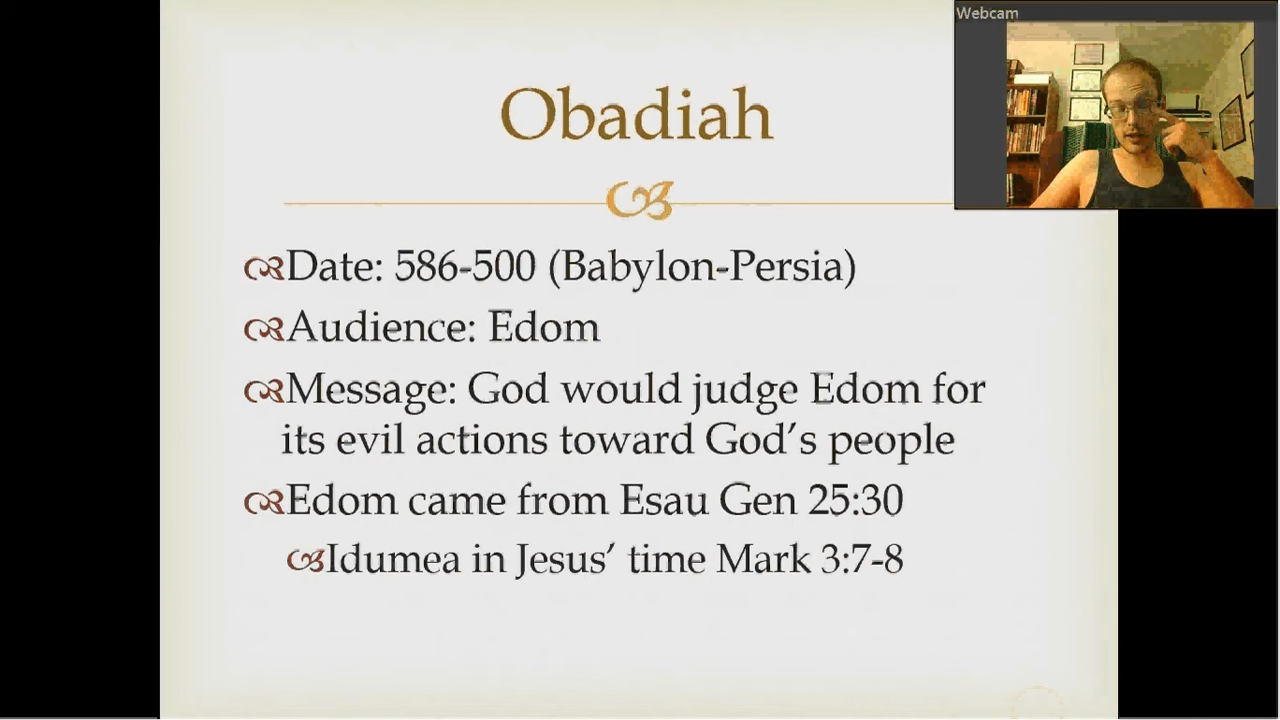 Webcam
Obadiah
Date: 586-500 (Babylon-Persia)
Audience: Edom
Message: God would judge Edom for
its evil actions toward God's people
Edom came from Esau Gen 25:30
Idumea in Jesus' time Mark 3:7-8